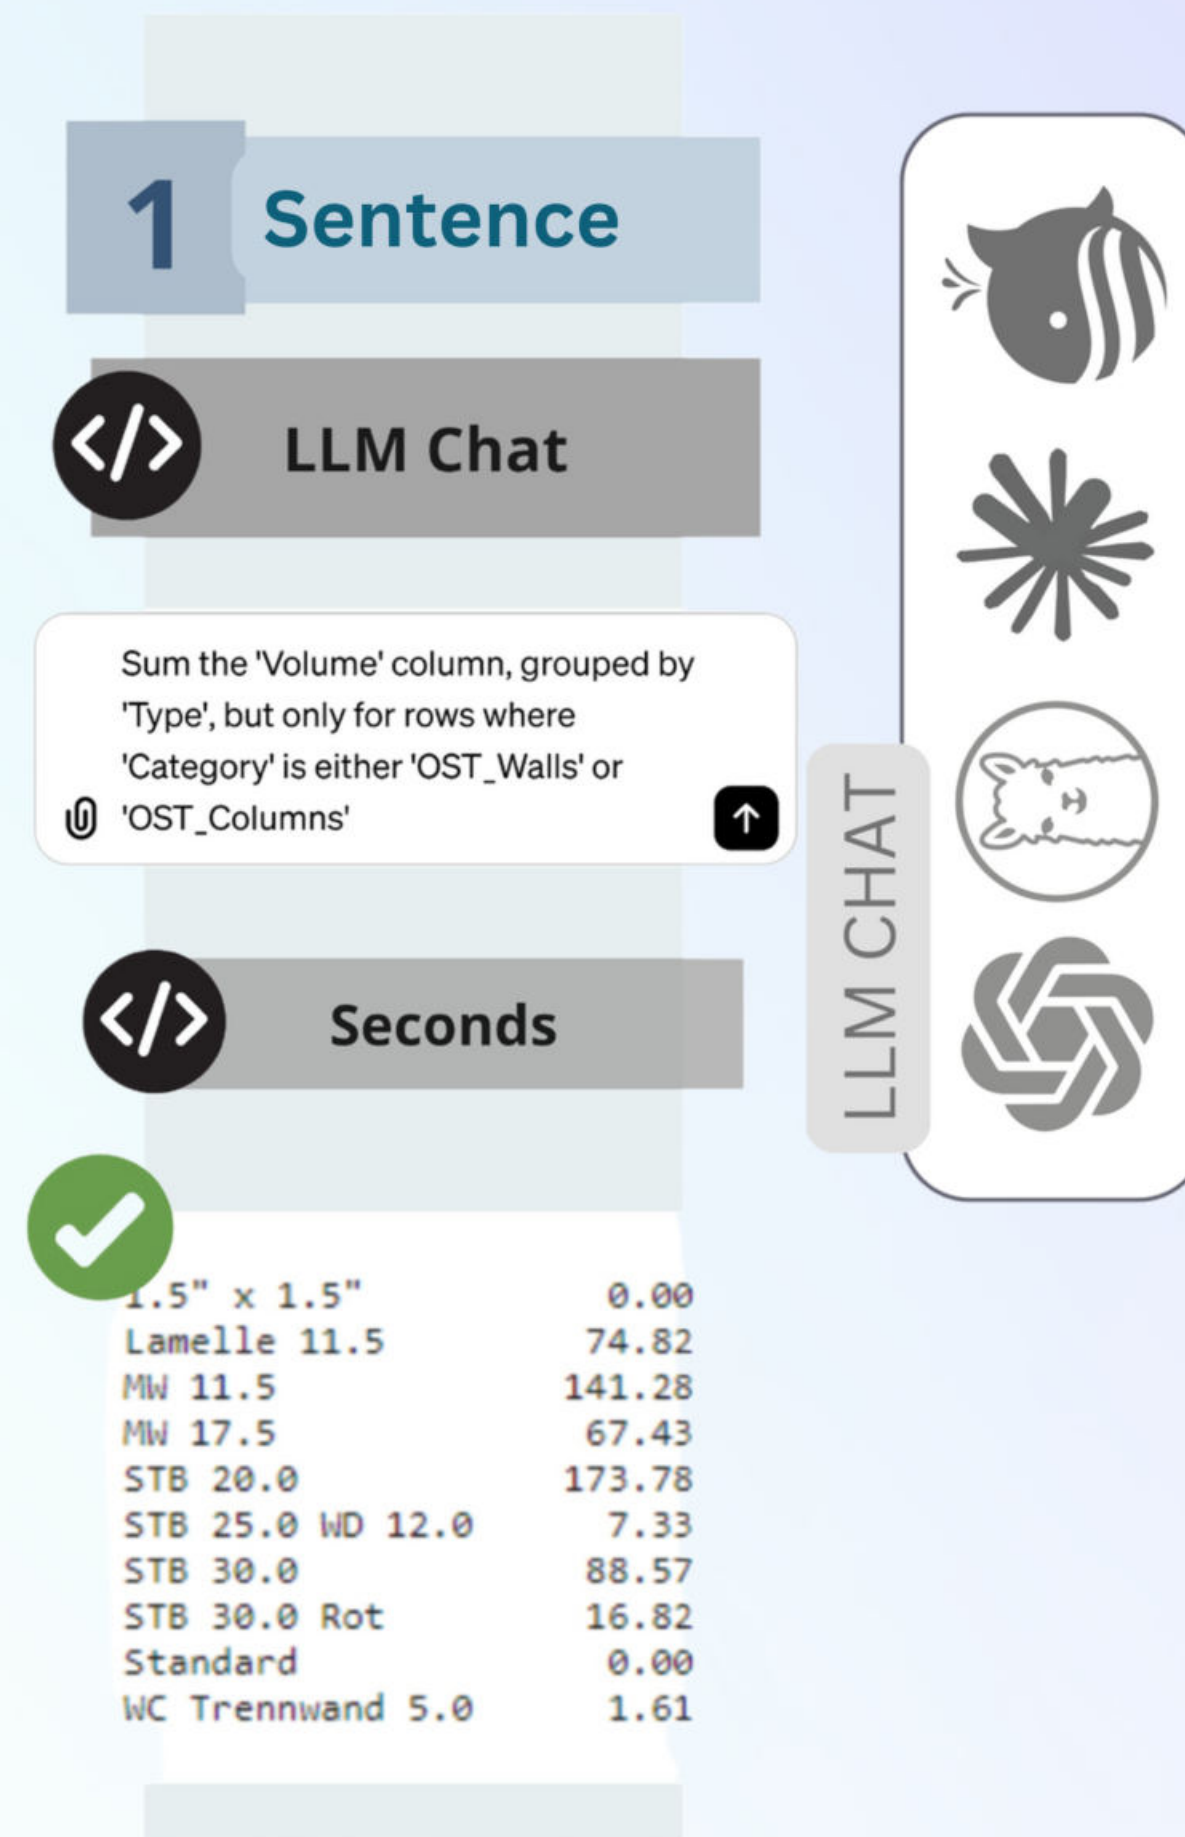 1 Sentence
LLM Chat
Sum the 'Volume' column, grouped by
'Type', but only for rows where
'Category' is either 'OST_Walls' or
'OST_Columns'
LLM CHAT
Seconds
1.5" x 1.5" 0.00
Lamelle 11.5 74.82
MW 11.5 141.28
MW 17.5 67.43
STB 20.0 173.78
STB 25.0 WD 12.0 7.33
STB 30.0 88.57
STB 30.0 Rot 16.82
Standard 0.00
WC Trennwand 5.0 1.61